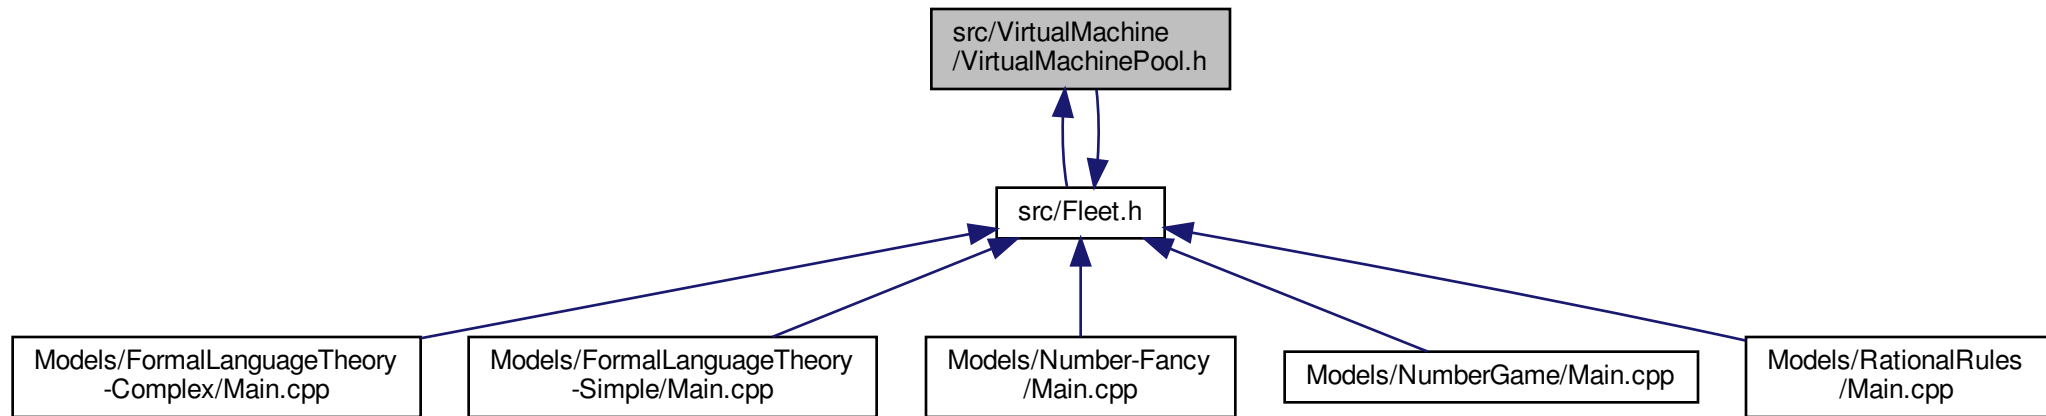 src/VirtualMachine
/VirtualMachinePool.h
src/Fleet.h
Models/FormalLanguageTheory
-Complex/Main.cpp
Models/FormalLanguageTheory
-Simple/Main.cpp
Models/Number-Fancy
/Main.cpp
Models/NumberGame/Main.cpp
Models/RationalRules
/Main.cpp